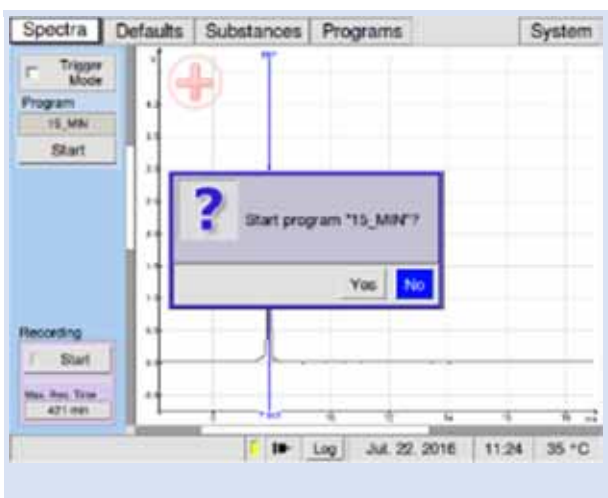 Spectra Defaults Substances Programs System
Trigger
Mode
Program
15_MIN
Start
?
Start program "15_MIN"?
Yes No
Recording
Start
Max. Rec. Time
421 min
Log Jul. 22. 2016 11:24 35 °C